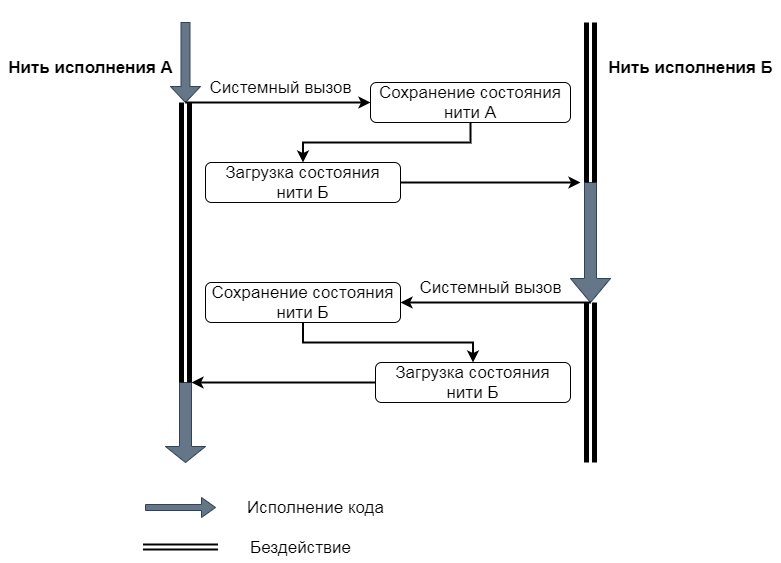 Нить исполнения А
Нить исполнения Б
Системный вызов
Сохранение состояния
нити А
Загрузка состояния
нити Б
Системный вызов
Сохранение состояния
нити Б
Загрузка состояния
нити Б
Исполнение кода
Бездействие